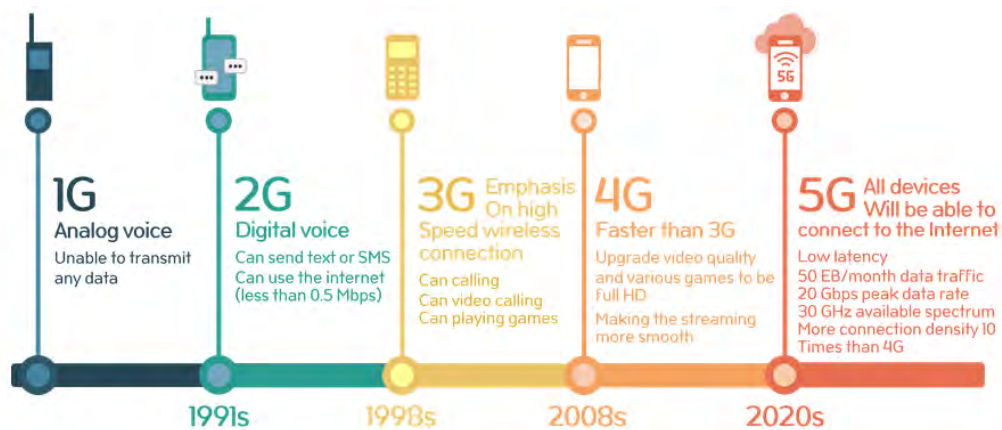 5G
1G
Analog voice
Unable to transmit
any data
2G
Digital voice
Can send text or SMS
Can use the internet
(less than 0.5 Mbps)
3G Emphasis
On high
Speed wireless
connection
Can calling
Can video calling
Can playing games
4G
Faster than 3G
Upgrade video quality
and various games to be
full HD
Making the streaming
more smooth
5G All devices
Will be able to
connect to the Internet
Low latency
50 EB/month data traffic
20 Gbps peak data rate
30 GHz available spectrum
More connection density 10
Times than 4G
1991s
1998s
2008s
2020s